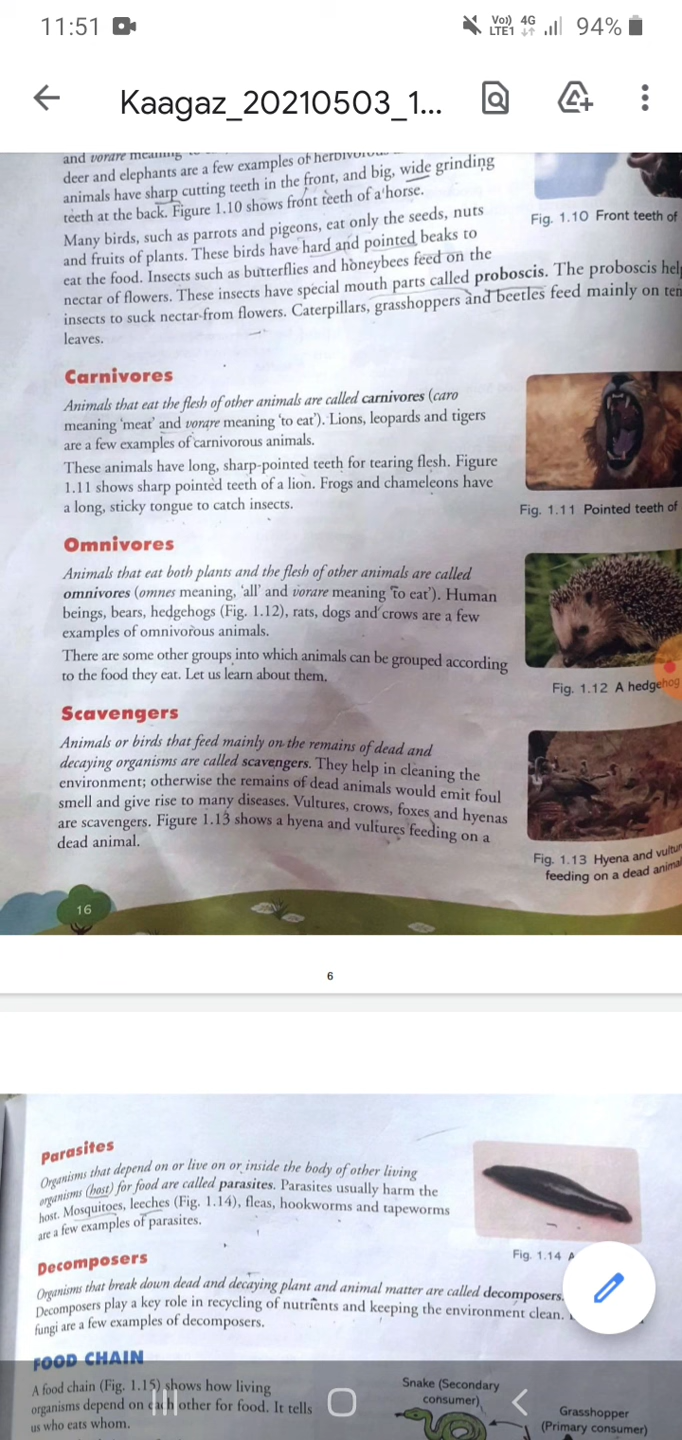 11:51
Vo)) 4G
LTE1
94%
Kaagaz_20210503_1...
and vorare meaning
deer and elephants are a few examples of
animals have sharp cutting teeth in the front, and big, wide grinding
teeth at the back. Figure 1.10 shows front teeth of a horse.
Fig. 1.10 Front teeth of
Many birds, such as parrots and pigeons, eat only the seeds, nuts
and fruits of plants. These birds have hard and pointed beaks to
eat the food. Insects such as butterflies and honeybees feed on the
nectar of flowers. These insects have special mouth parts called proboscis. The proboscis hel
insects to suck nectar from flowers. Caterpillars, grasshoppers and beetles feed mainly on ten
leaves.
Carnivores
Animals that eat the flesh of other animals are called carnivores (caro
meaning 'meat' and vorare meaning 'to eat'). Lions, leopards and tigers
are a few examples of carnivorous animals.
These animals have long, sharp-pointed teeth for tearing flesh. Figure
1.11 shows sharp pointed teeth of a lion. Frogs and chameleons have
a long, sticky tongue to catch insects.
Fig. 1.11 Pointed teeth of
Omnivores
Animals that eat both plants and the flesh of other animals are called
omnivores (omnes meaning, 'all' and vorare meaning 'to eat'). Human
beings, bears, hedgehogs (Fig. 1.12), rats, dogs and crows are a few
examples of omnivorous animals.
There are some other groups into which animals can be grouped according
to the food they eat. Let us learn about them.
Fig. 1.12 A hedgehog
Scavengers
Animals or birds that feed mainly on the remains of dead and
decaying organisms are called scavengers. They help in cleaning the
environment; otherwise the remains of dead animals would emit foul
smell and give rise to many diseases. Vultures, crows, foxes and hyenas
are scavengers. Figure 1.13 shows a hyena and vultures feeding on a
dead animal.
Fig. 1.13 Hyena and vultur
feeding on a dead animal
16
6
Parasites
Organisms that depend on or live on or inside the body of other living
organisms (host) for food are called parasites. Parasites usually harm the
host. Mosquitoes, leeches (Fig. 1.14), fleas, hookworms and tapeworms
are a few examples of parasites.
Fig. 1.14 A
Decomposers
Organisms that break down dead and decaying plant and animal matter are called decomposers.
Decomposers play a key role in recycling of nutrients and keeping the environment clean.
fungi are a few examples of decomposers.
FOOD CHAIN
A food chain (Fig. 1.15) shows how living
organisms depend on each other for food. It tells
us who eats whom.
Snake (Secondary
consumer)
Grasshopper
(Primary consumer)